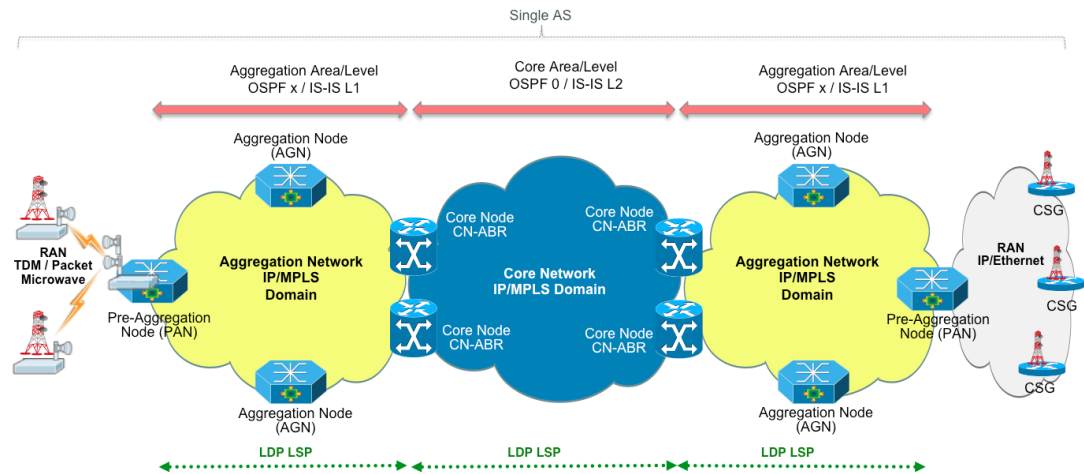 Single AS
Aggregation Area/Level
OSPF x / IS-IS L1
Core Area/Level
OSPF 0 / IS-IS L2
Aggregation Area/Level
OSPF x / IS-IS L1
Aggregation Node
(AGN)
Aggregation Node
(AGN)
Core Node
CN-ABR
Core Node
CN-ABR
CSG
RAN
TDM / Packet
Microwave
Aggregation Network
IP/MPLS
Domain
Core Network
IP/MPLS Domain
Aggregation Network
IP/MPLS
Domain
RAN
IP/Ethernet
CSG
Pre-Aggregation
Node (PAN)
Core Node
CN-ABR
Core Node
CN-ABR
Pre-Aggregation
Node (PAN)
CSG
Aggregation Node
(AGN)
Aggregation Node
(AGN)
LDP LSP
LDP LSP
LDP LSP